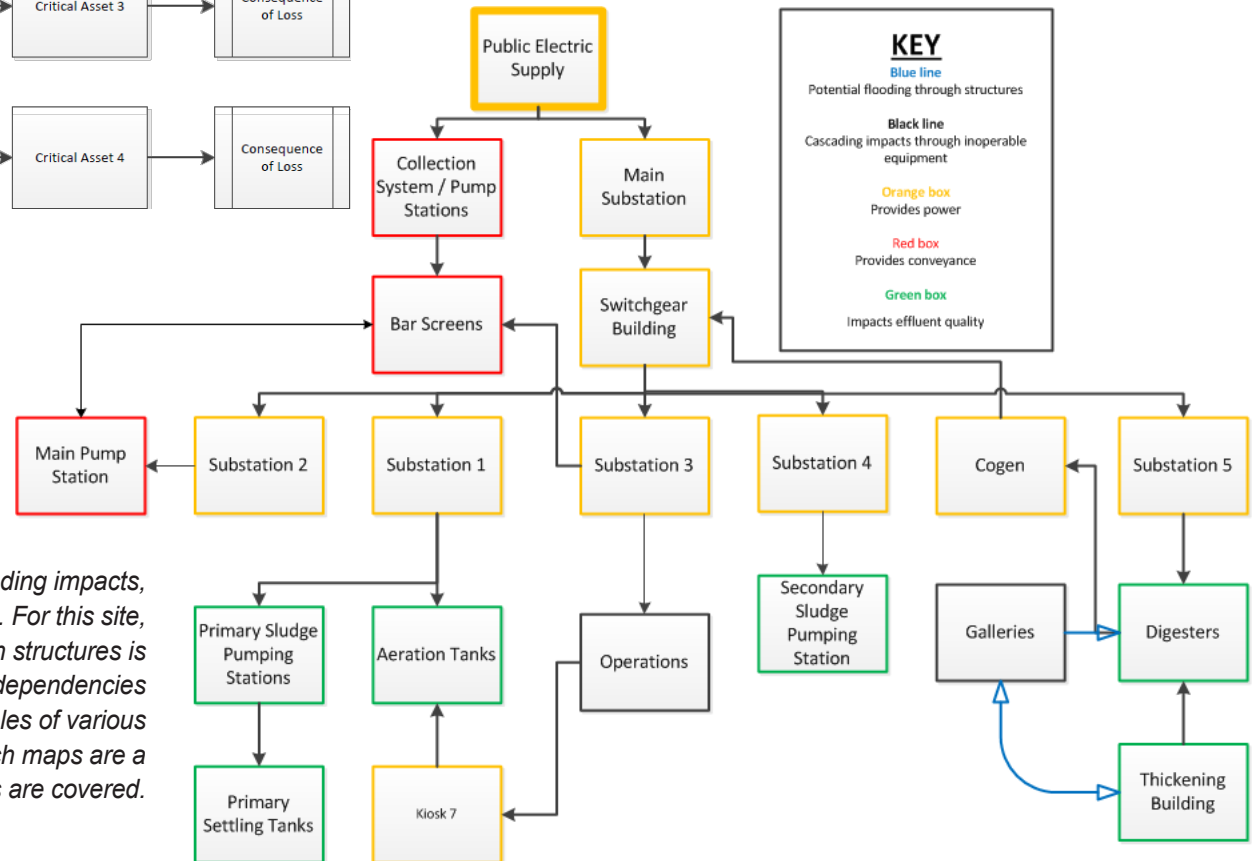 Critical Asset 3
Consequence
of Loss
Critical Asset 4
Consequence
of Loss
Public Electric
Supply
KEY
Blue line
Potential flooding through structures
Black line
Cascading impacts through inoperable
equipment
Orange box
Provides power
Red box
Provides conveyance
Green box
Impacts effluent quality
Collection
System / Pump
Stations
Main
Substation
Bar Screens
Switchgear
Building
Main Pump
Station
Substation 2
Substation 1
Substation 3
Substation 4
Cogen
Substation 5
ding impacts,
. For this site,
structures is
dependencies
les of various
ch maps are a
are covered.
Primary Sludge
Pumping
Stations
Aeration Tanks
Operations
Secondary
Sludge
Pumping
Station
Galleries
Digesters
Primary
Settling Tanks
Kiosk 7
Thickening
Building